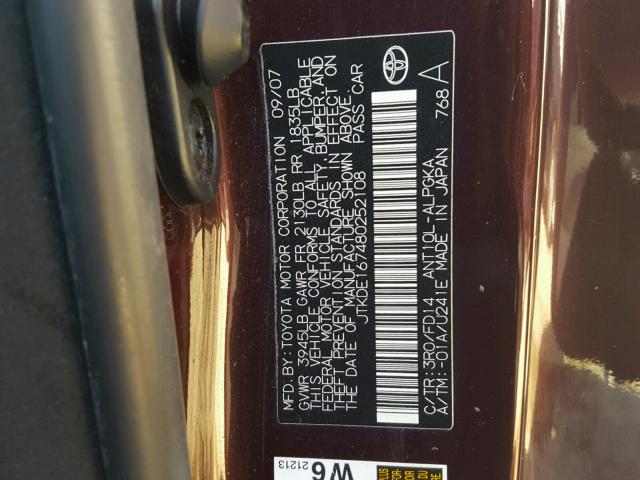 MFD. BY: TOYOTA MOTOR CORPORATION 09/07
GVWR 3945LB GAWR FR 2130LB RR 1835LB
THIS VEHICLE CONFORMS TO ALL APPLICABLE
FEDERAL MOTOR VEHICLE SAFETY, BUMPER, AND
THEFT PREVENTION STANDARDS IN EFFECT ON
THE DATE OF MANUFACTURE SHOWN ABOVE.
JTKDE167480252108 PASS CAR
C/TR: 3R0/FD14 ANT10L-ALPGKA
A/TM: -01A/U241E MADE IN JAPAN 768 A
W6
21213